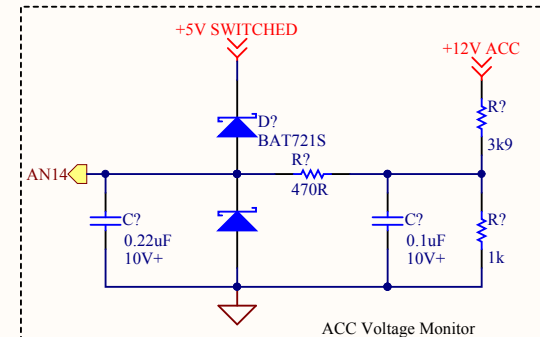 +5V SWITCHED
+12V ACC
D?
BAT721S
R?
3k9
AN14
R?
470R
C?
0.22uF
10V+
C?
0.1uF
10V+
R?
1k
ACC Voltage Monitor